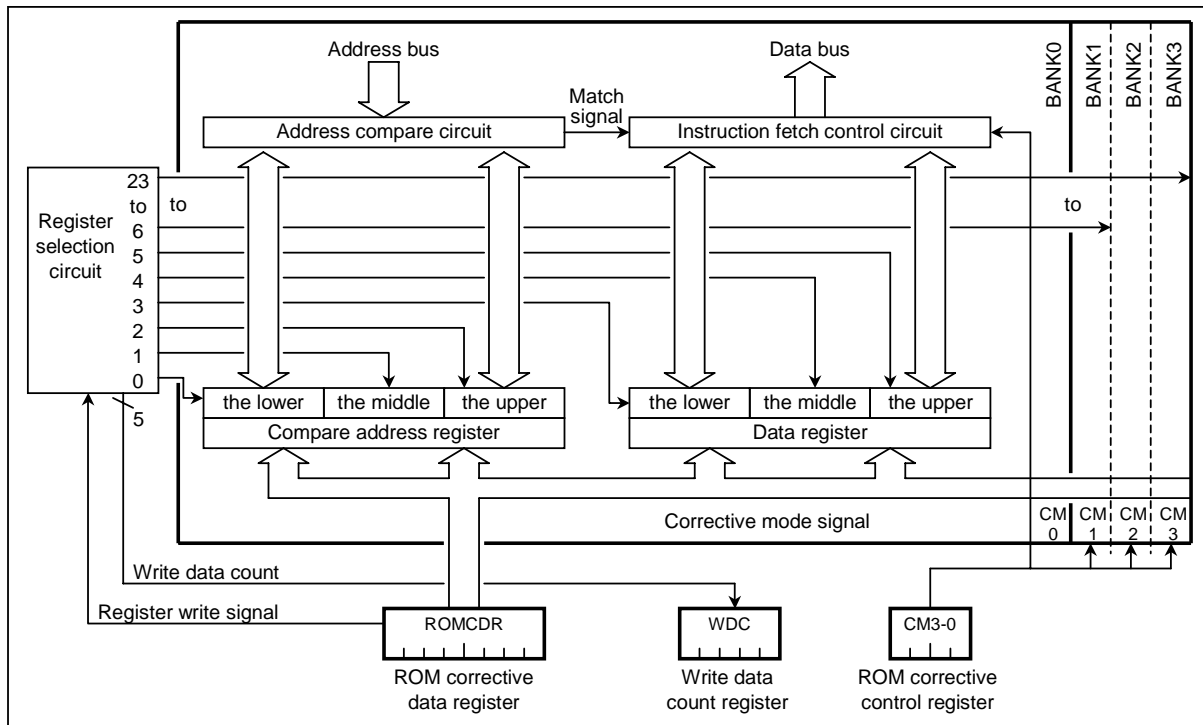 Address bus
Data bus
BANK0
BANK1
BANK2
BANK3
Match
signal
Address compare circuit
Instruction fetch control circuit
Register
selection
circuit
23
to
to
to
6
5
4
3
2
1
0
5
the lower
the middle
the upper
the lower
the middle
the upper
Compare address register
Data register
Corrective mode signal
CM
0
CM
1
CM
2
CM
3
Write data count
Register write signal
ROMCDR
WDC
CM3-0
ROM corrective
data register
Write data
count register
ROM corrective
control register